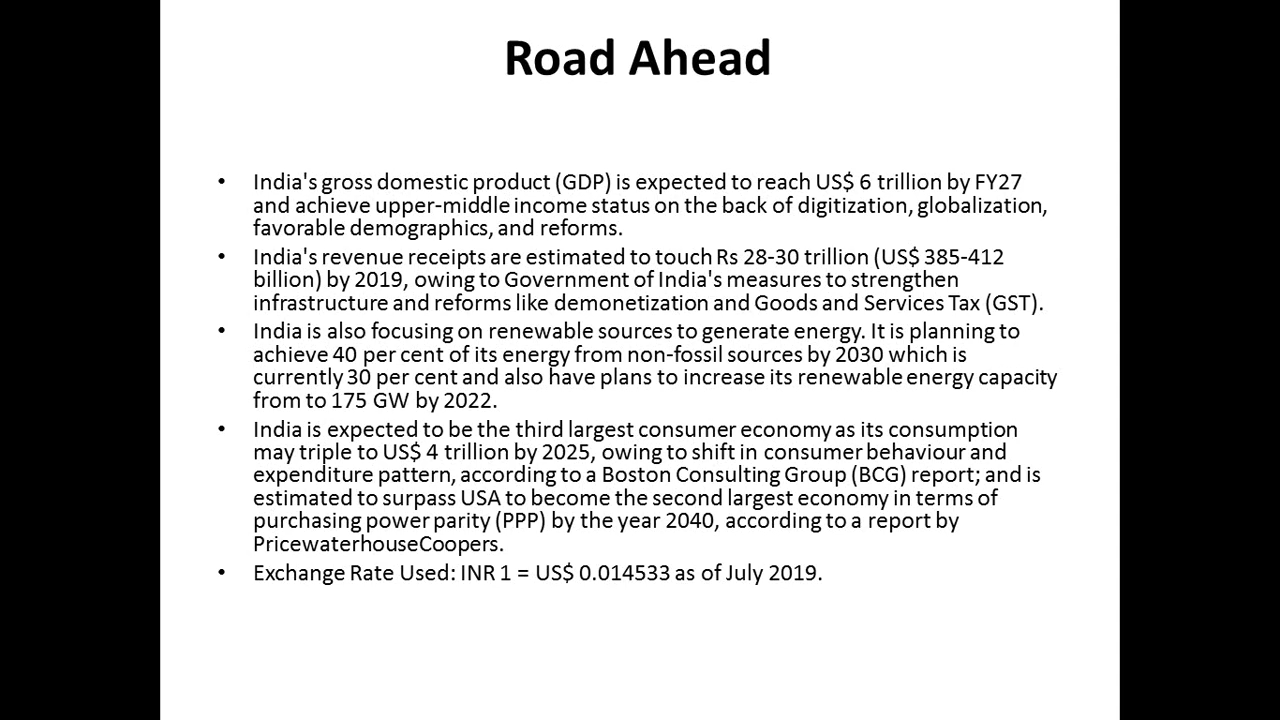 Road Ahead
• India's gross domestic product (GDP) is expected to reach US$ 6 trillion by FY27
and achieve upper-middle income status on the back of digitization, globalization,
favorable demographics, and reforms.
• India's revenue receipts are estimated to touch Rs 28-30 trillion (US$ 385-412
billion) by 2019, owing to Government of India's measures to strengthen
infrastructure and reforms like demonetization and Goods and Services Tax (GST).
• India is also focusing on renewable sources to generate energy. It is planning to
achieve 40 per cent of its energy from non-fossil sources by 2030 which is
currently 30 per cent and also have plans to increase its renewable energy capacity
from to 175 GW by 2022.
• India is expected to be the third largest consumer economy as its consumption
may triple to US$ 4 trillion by 2025, owing to shift in consumer behaviour and
expenditure pattern, according to a Boston Consulting Group (BCG) report; and is
estimated to surpass USA to become the second largest economy in terms of
purchasing power parity (PPP) by the year 2040, according to a report by
PricewaterhouseCoopers.
• Exchange Rate Used: INR 1 = US$ 0.014533 as of July 2019.